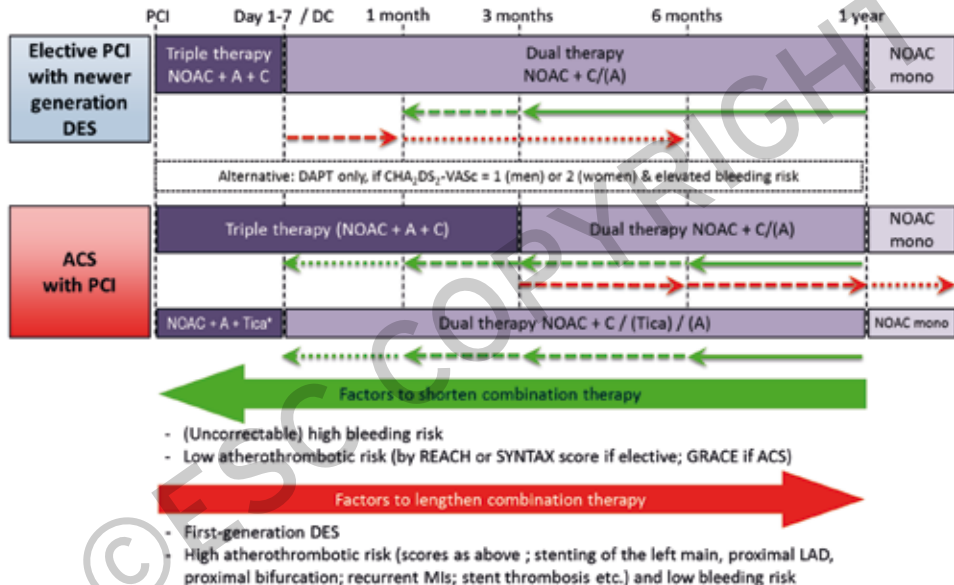 PCI Day 1-7 / DC 1 month 3 months 6 months 1 year
Elective PCI
with newer
generation
DES
Triple therapy
NOAC + A + C
Dual therapy
NOAC + C/(A)
NOAC
mono
Alternative: DAPT only, if CHA₂DS₂-VASc = 1 (men) or 2 (women) & elevated bleeding risk
ACS
with PCI
Triple therapy (NOAC + A + C)
Dual therapy NOAC + C/(A)
NOAC
mono
NOAC + A + Tica*
Dual therapy NOAC + C / (Tica) / (A)
NOAC mono
Factors to shorten combination therapy
- (Uncorrectable) high bleeding risk
- Low atherothrombotic risk (by REACH or SYNTAX score if elective; GRACE if ACS)
Factors to lengthen combination therapy
- First-generation DES
- High atherothrombotic risk (scores as above ; stenting of the left main, proximal LAD,
proximal bifurcation; recurrent MIs; stent thrombosis etc.) and low bleeding risk
©ESC COPYRIGHT